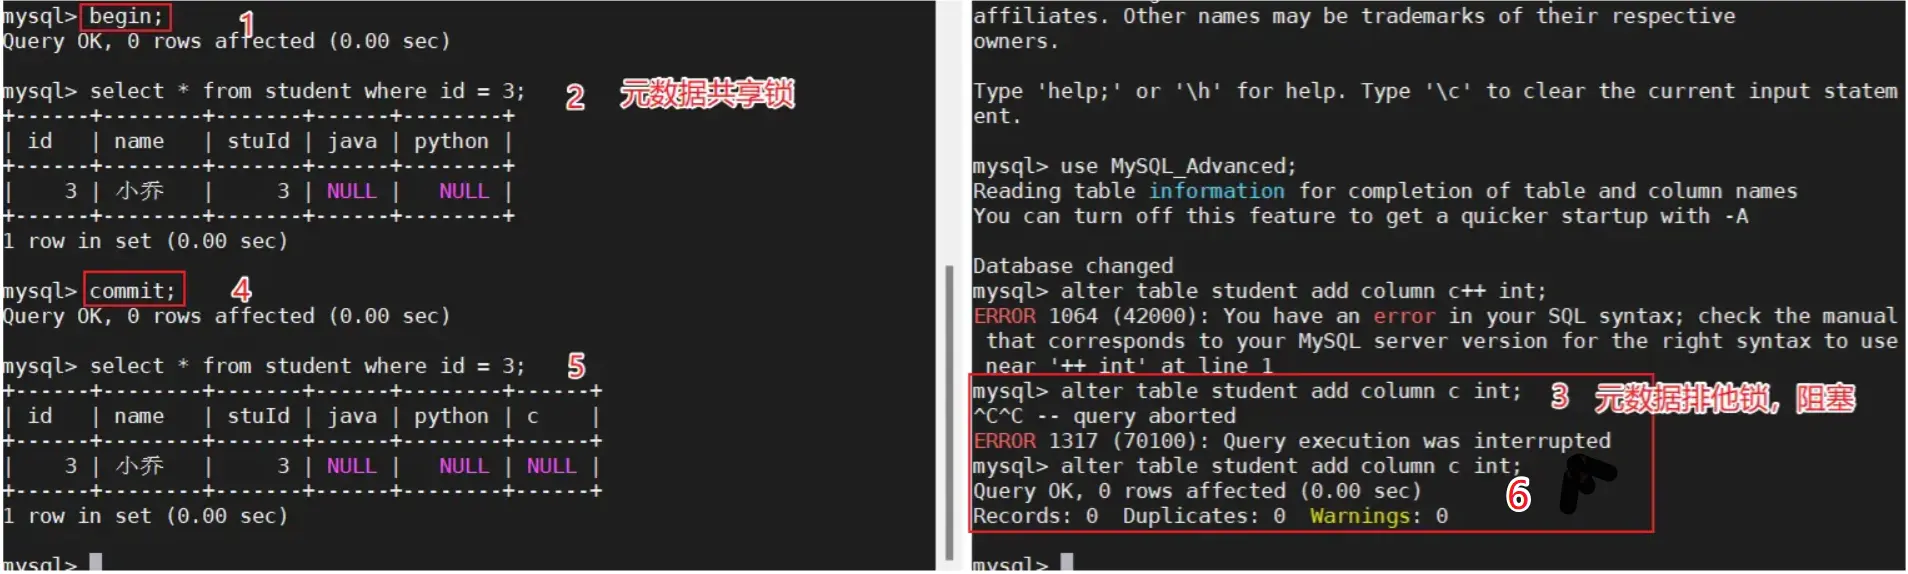 mysql> begin;
1
Query OK, 0 rows affected (0.00 sec)
mysql> select * from student where id = 3;
2 元数据共享锁
+------+--------+-------+------+--------+
| id   | name   | stuId | java | python |
+------+--------+-------+------+--------+
|    3 | 小乔   |     3 | NULL |   NULL |
+------+--------+-------+------+--------+
1 row in set (0.00 sec)
mysql> commit;
4
Query OK, 0 rows affected (0.00 sec)
mysql> select * from student where id = 3;
5
+------+--------+-------+------+--------+------+
| id   | name   | stuId | java | python | c    |
+------+--------+-------+------+--------+------+
|    3 | 小乔   |     3 | NULL |   NULL | NULL |
+------+--------+-------+------+--------+------+
1 row in set (0.00 sec)
mysql>
affiliates. Other names may be trademarks of their respective
owners.
Type 'help;' or '\h' for help. Type '\c' to clear the current input statem
ent.
mysql> use MySQL_Advanced;
Reading table information for completion of table and column names
You can turn off this feature to get a quicker startup with -A
Database changed
mysql> alter table student add column c++ int;
ERROR 1064 (42000): You have an error in your SQL syntax; check the manual
that corresponds to your MySQL server version for the right syntax to use
near '++ int' at line 1
mysql> alter table student add column c int;
3 元数据排他锁，阻塞
^C^C -- query aborted
ERROR 1317 (70100): Query execution was interrupted
mysql> alter table student add column c int;
Query OK, 0 rows affected (0.00 sec)
6
Records: 0  Duplicates: 0  Warnings: 0
mysql>